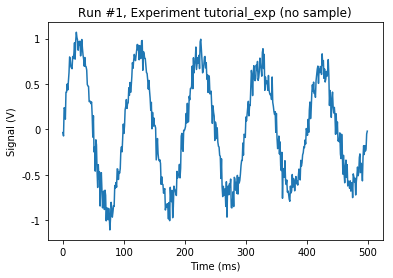 Run #1, Experiment tutorial_exp (no sample)
Signal (V)
1
0.5
0
-0.5
-1
0 100 200 300 400 500
Time (ms)